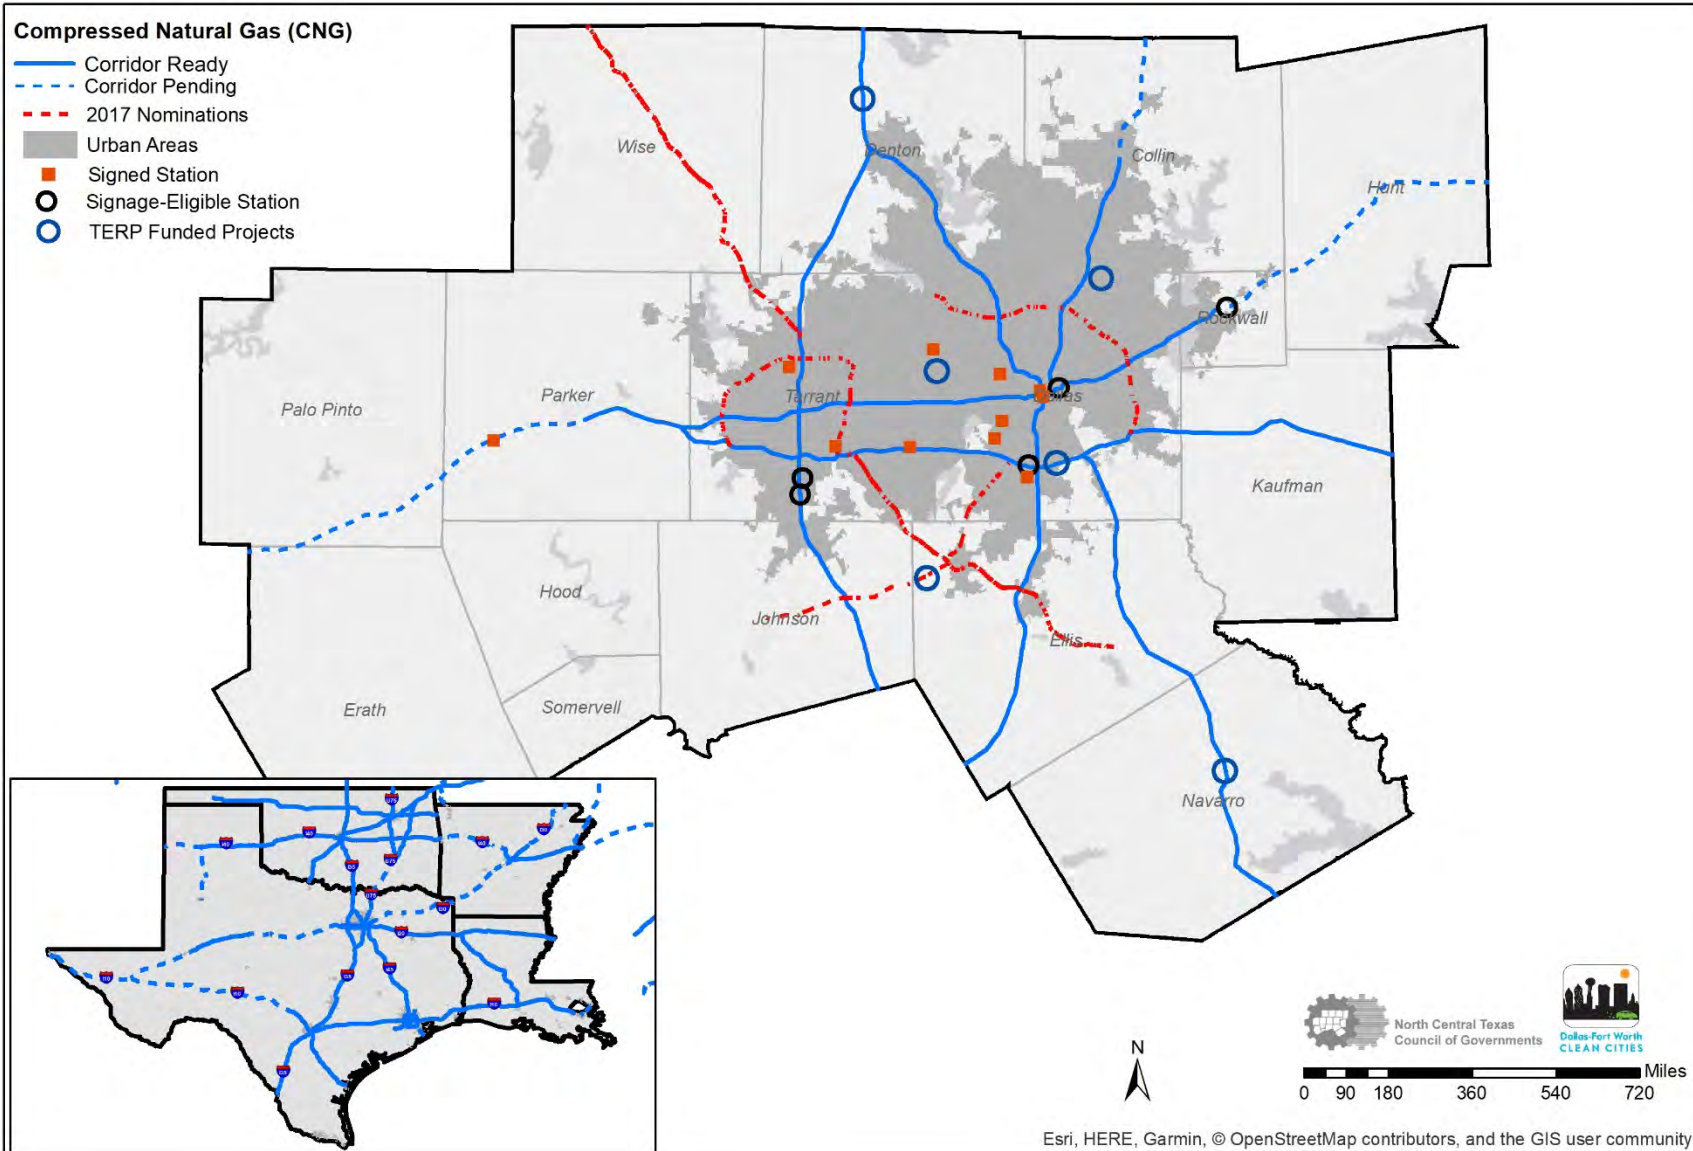 Compressed Natural Gas (CNG)
Corridor Ready
Corridor Pending
2017 Nominations
Urban Areas
Signed Station
Signage-Eligible Station
TERP Funded Projects
Wise
Denton
Collin
Hunt
Rockwall
Palo Pinto
Parker
Tarrant
Dallas
Kaufman
Hood
Johnson
Ellis
Erath
Somervell
Navarro
North Central Texas
Council of Governments
Dallas-Fort Worth
CLEAN CITIES
N
Miles
0 90 180 360 540 720
Esri, HERE, Garmin, © OpenStreetMap contributors, and the GIS user community